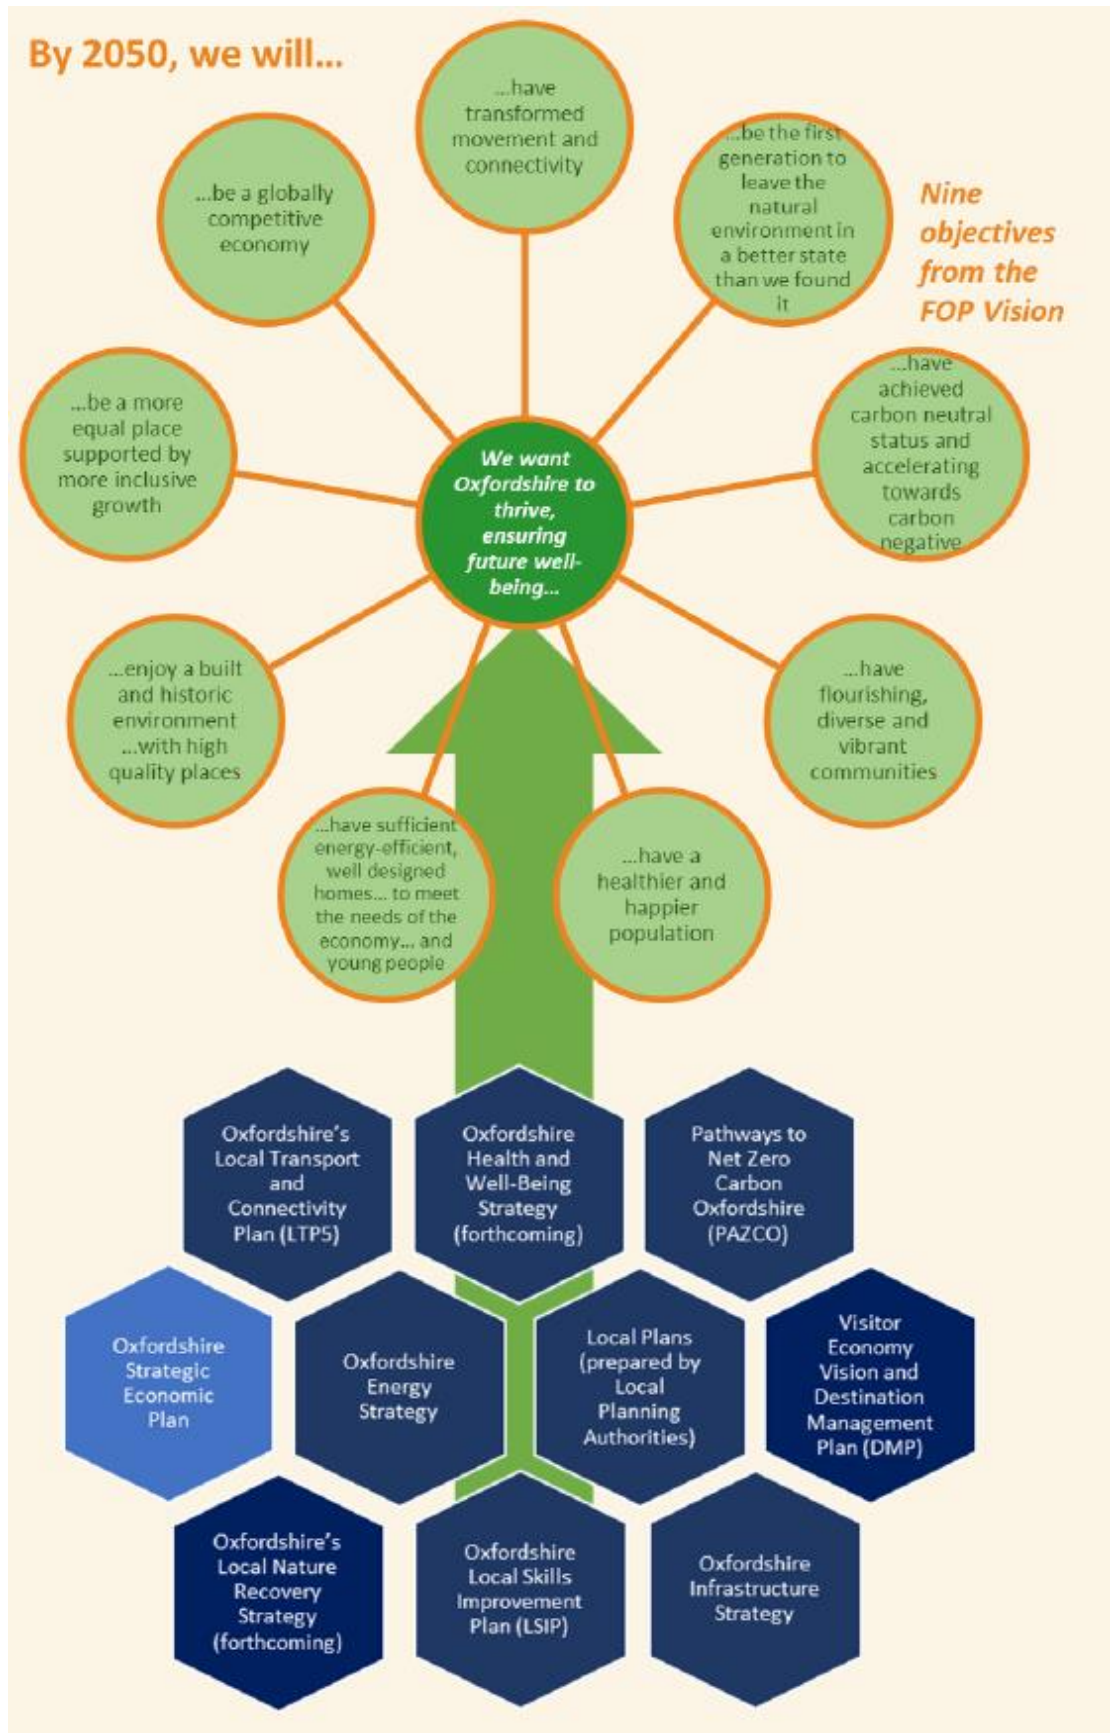 By 2050, we will...
...have
transformed
movement and
connectivity
...be the first
generation to
leave the
natural
environment in
a better state
than we found
it
Nine
objectives
from the
FOP Vision
...be a globally
competitive
economy
...have
achieved
carbon neutral
status and
accelerating
towards
carbon
negative
...be a more
equal place
supported by
more inclusive
growth
We want
Oxfordshire to
thrive,
ensuring
future well-
being...
...enjoy a built
and historic
environment
...with high
quality places
...have
flourishing,
diverse and
vibrant
communities
...have sufficient
energy-efficient,
well designed
homes... to meet
the needs of the
economy... and
young people
...have a
healthier and
happier
population
Oxfordshire's
Local Transport
and
Connectivity
Plan (LTP5)
Oxfordshire
Health and
Well-Being
Strategy
(forthcoming)
Pathways to
Net Zero
Carbon
Oxfordshire
(PAZCO)
Oxfordshire
Strategic
Economic
Plan
Oxfordshire
Energy
Strategy
Local Plans
(prepared by
Local
Planning
Authorities)
Visitor
Economy
Vision and
Destination
Management
Plan (DMP)
Oxfordshire's
Local Nature
Recovery
Strategy
(forthcoming)
Oxfordshire
Local Skills
Improvement
Plan (LSIP)
Oxfordshire
Infrastructure
Strategy